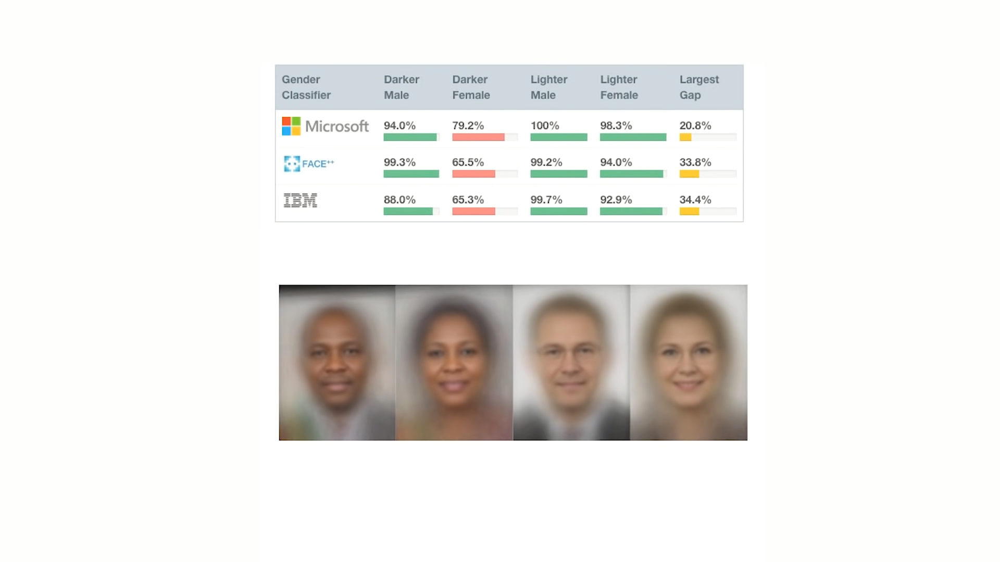 Gender Classifier
Darker Male
Darker Female
Lighter Male
Lighter Female
Largest Gap
Microsoft 94.0% 79.2% 100% 98.3% 20.8%
FACE++ 99.3% 65.5% 99.2% 94.0% 33.8%
IBM 88.0% 65.3% 99.7% 92.9% 34.4%